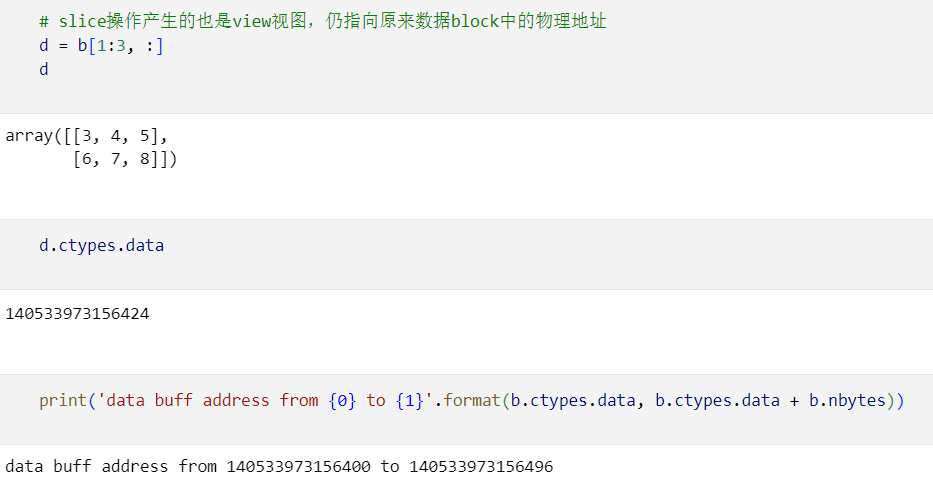 # slice操作产生的也是view视图，仍指向原来数据block中的物理地址
d = b[1:3, :]
d
array([[3, 4, 5],
       [6, 7, 8]])
d.ctypes.data
140533973156424
print('data buff address from {0} to {1}'.format(b.ctypes.data, b.ctypes.data + b.nbytes))
data buff address from 140533973156400 to 140533973156496